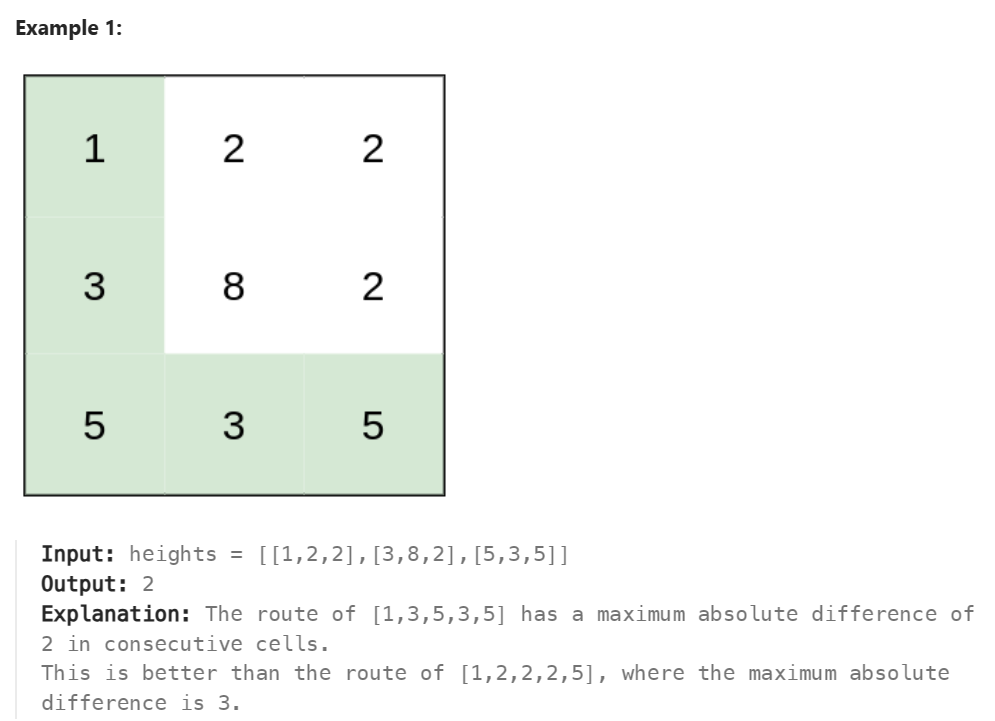 Example 1:
1 2 2
3 8 2
5 3 5
Input: heights = [[1,2,2],[3,8,2],[5,3,5]]
Output: 2
Explanation: The route of [1,3,5,3,5] has a maximum absolute difference of
2 in consecutive cells.
This is better than the route of [1,2,2,2,5], where the maximum absolute
difference is 3.